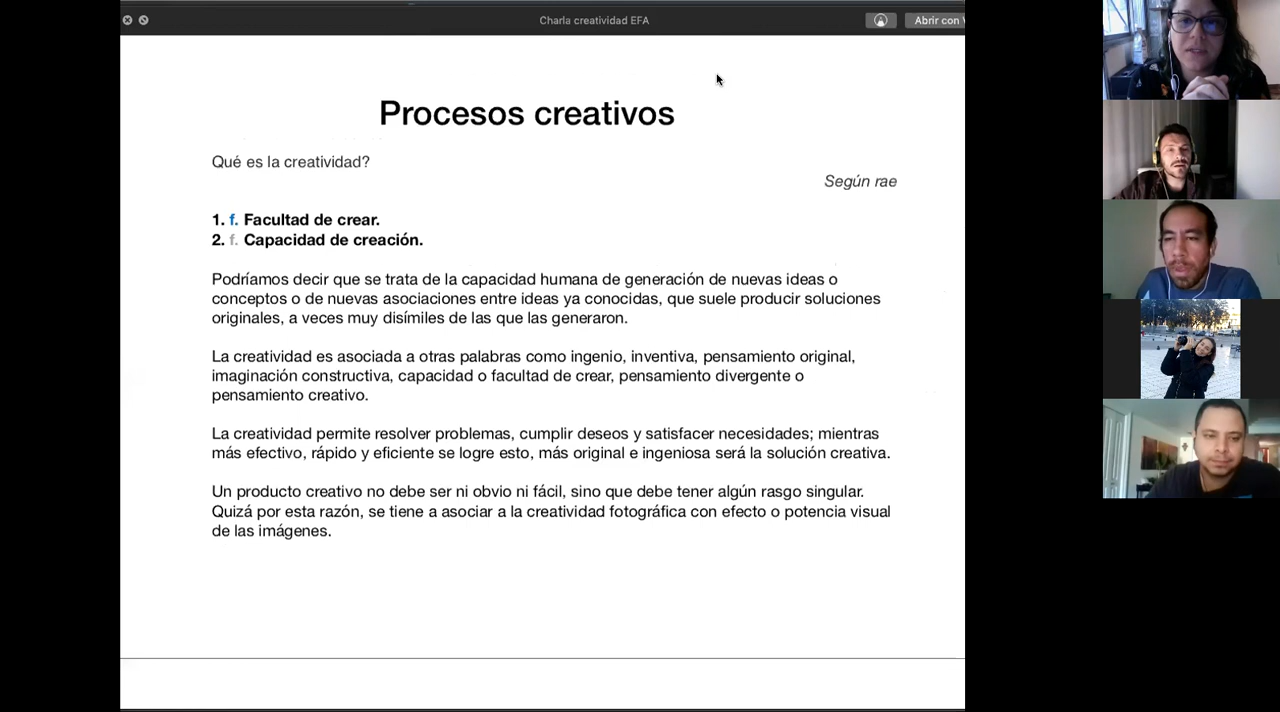 Charla creatividad EFA
Abrir con
Procesos creativos
Qué es la creatividad?
Según rae
1. f. Facultad de crear.
2. f. Capacidad de creación.
Podríamos decir que se trata de la capacidad humana de generación de nuevas ideas o
conceptos o de nuevas asociaciones entre ideas ya conocidas, que suele producir soluciones
originales, a veces muy disímiles de las que las generaron.
La creatividad es asociada a otras palabras como ingenio, inventiva, pensamiento original,
imaginación constructiva, capacidad o facultad de crear, pensamiento divergente o
pensamiento creativo.
La creatividad permite resolver problemas, cumplir deseos y satisfacer necesidades; mientras
más efectivo, rápido y eficiente se logre esto, más original e ingeniosa será la solución creativa.
Un producto creativo no debe ser ni obvio ni fácil, sino que debe tener algún rasgo singular.
Quizá por esta razón, se tiene a asociar a la creatividad fotográfica con efecto o potencia visual
de las imágenes.